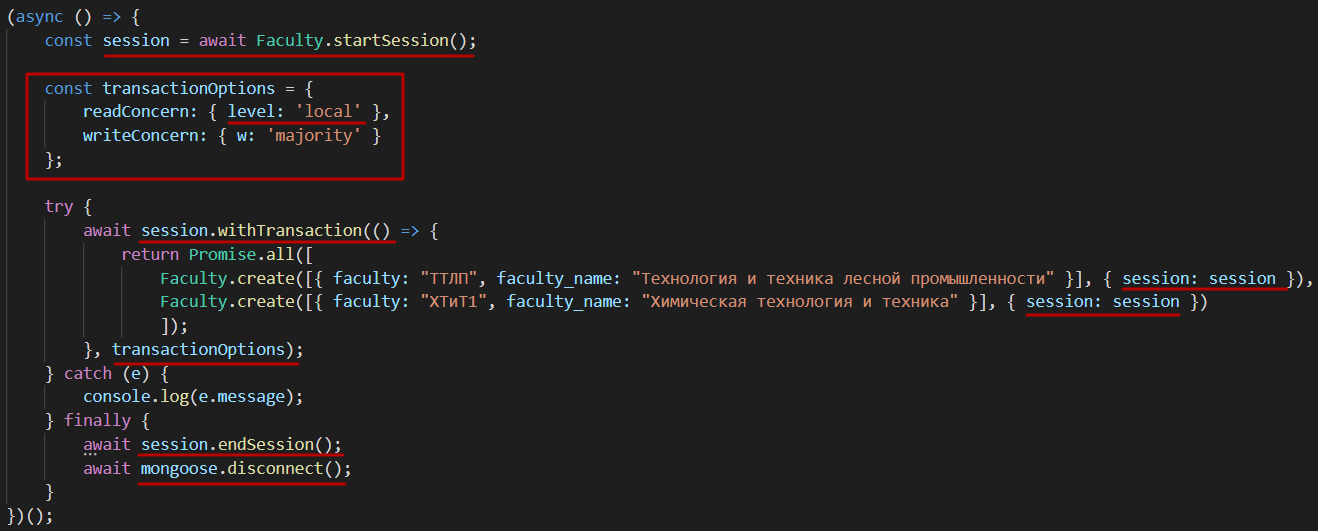 (async () => {
    const session = await Faculty.startSession();
    const transactionOptions = {
        readConcern: { level: 'local' },
        writeConcern: { w: 'majority' }
    };
    try {
        await session.withTransaction(() => {
            return Promise.all([
                Faculty.create([{ faculty: "ТТЛП", faculty_name: "Технология и техника лесной промышленности" }], { session: session }),
                Faculty.create([{ faculty: "ХТиТ1", faculty_name: "Химическая технология и техника" }], { session: session })
                ]);
        }, transactionOptions);
    } catch (e) {
        console.log(e.message);
    } finally {
        await session.endSession();
        await mongoose.disconnect();
    }
})();